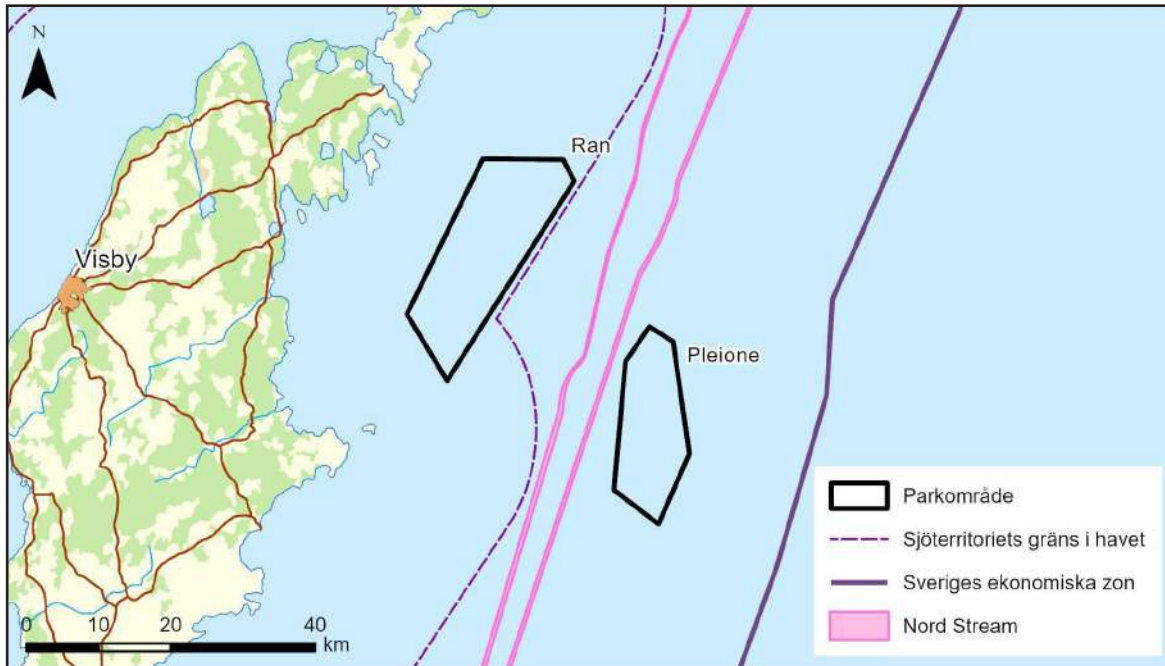 N
Ran
Visby
Pleione
Parkområde
Sjöterritoriets gräns i havet
Sveriges ekonomiska zon
Nord Stream
0 10 20 40
km